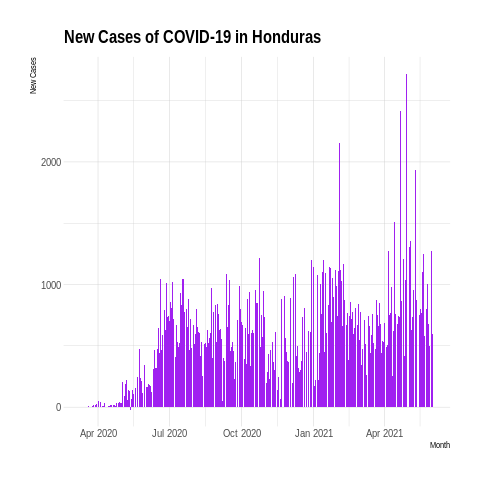 New Cases of COVID-19 in Honduras
New Cases
2000
1000
0
Apr 2020 Jul 2020 Oct 2020 Jan 2021 Apr 2021
Month